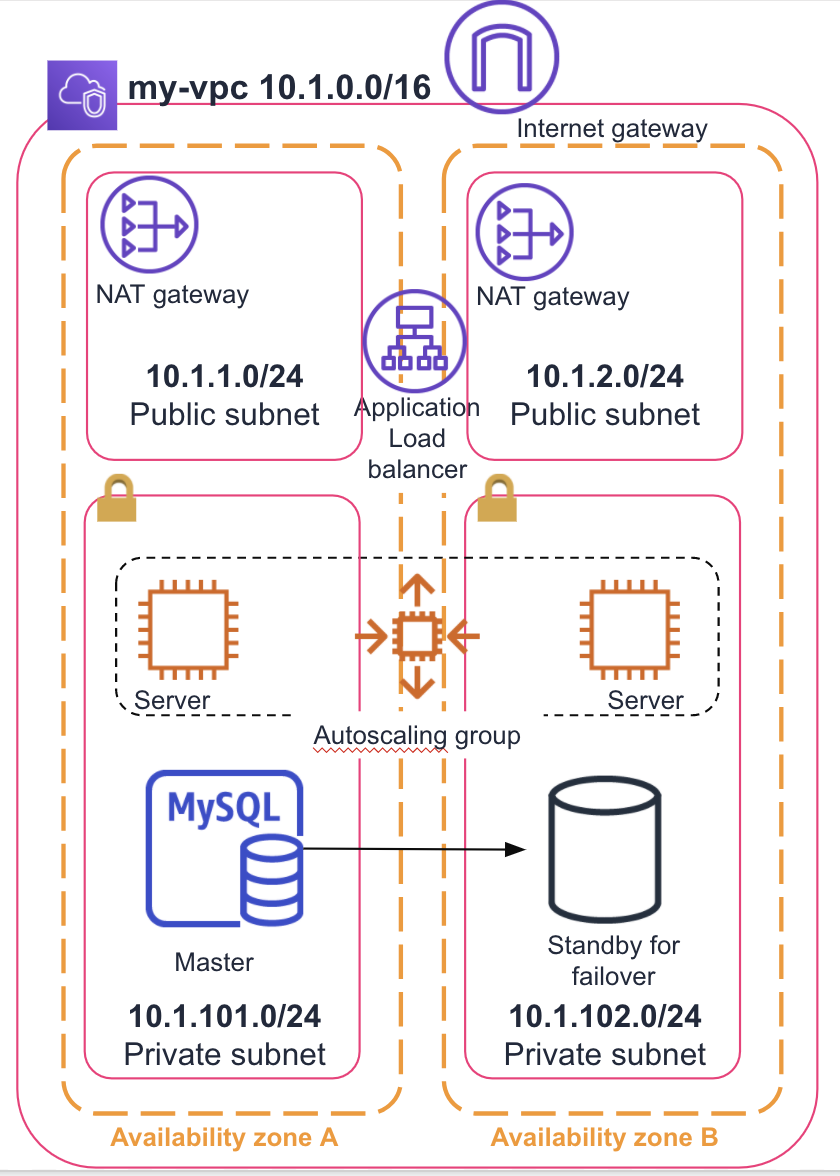 my-vpc 10.1.0.0/16
Internet gateway
NAT gateway
10.1.1.0/24
Public subnet
NAT gateway
10.1.2.0/24
Public subnet
Application
Load
balancer
Server
Server
Autoscaling group
MySQL
Master
10.1.101.0/24
Private subnet
Standby for
failover
10.1.102.0/24
Private subnet
Availability zone A
Availability zone B